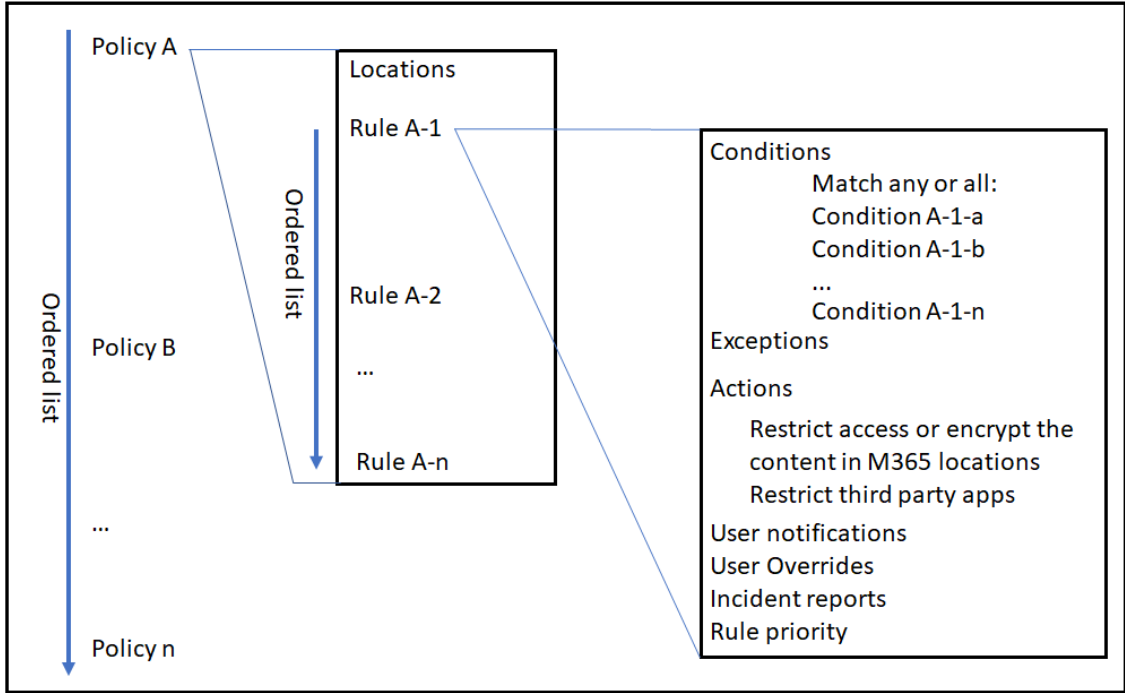 Policy A
Policy B
...
Policy n
Ordered list
Locations
Rule A-1
Rule A-2
...
Rule A-n
Ordered list
Conditions
Match any or all:
Condition A-1-a
Condition A-1-b
...
Condition A-1-n
Exceptions
Actions
Restrict access or encrypt the
content in M365 locations
Restrict third party apps
User notifications
User Overrides
Incident reports
Rule priority